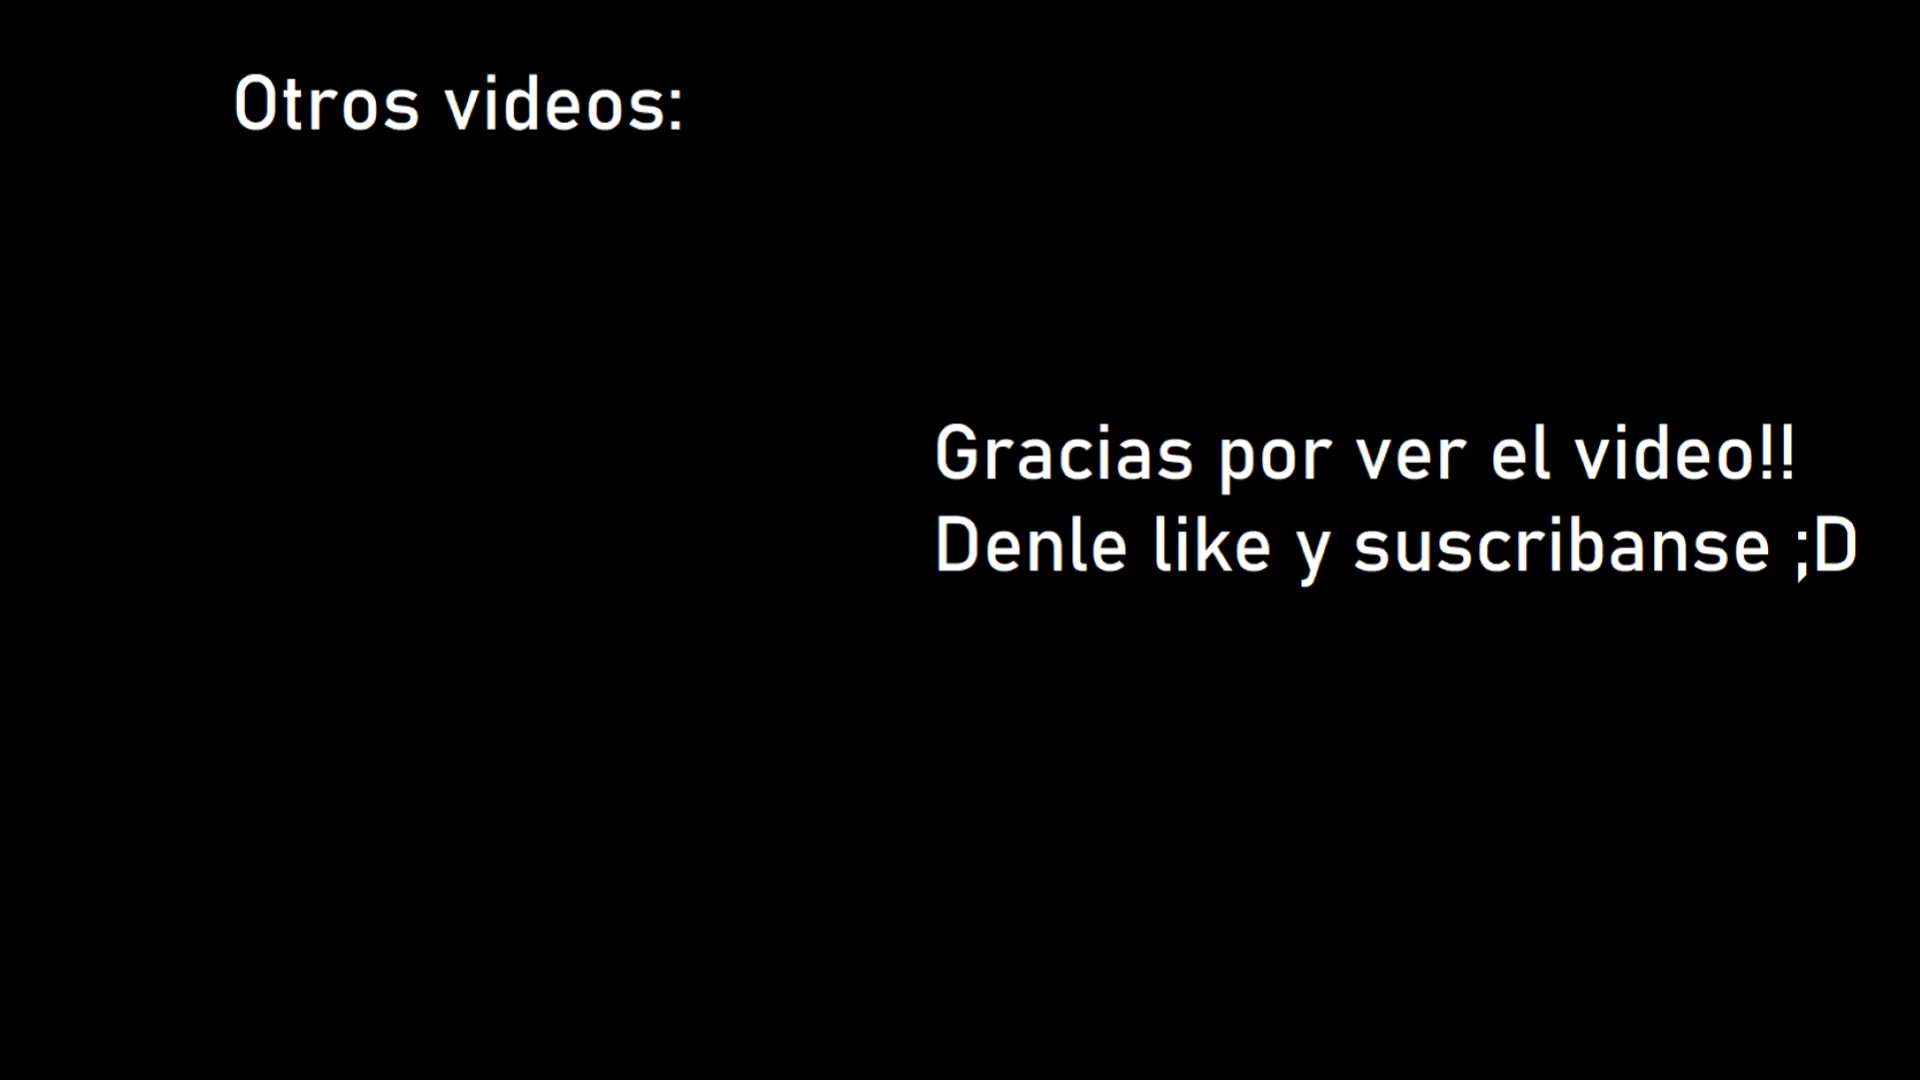 Otros videos:
Gracias por ver el video!!
Denle like y suscribanse ;D